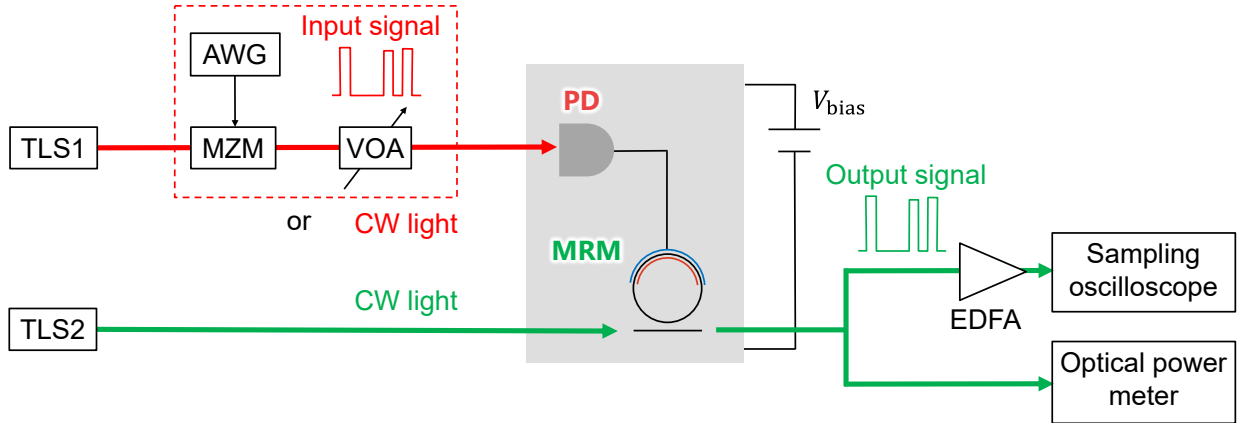 Input signal
AWG
TLS1
MZM
VOA
or
CW light
PD
V_bias
MRM
TLS2
CW light
Output signal
EDFA
Sampling
oscilloscope
Optical power
meter